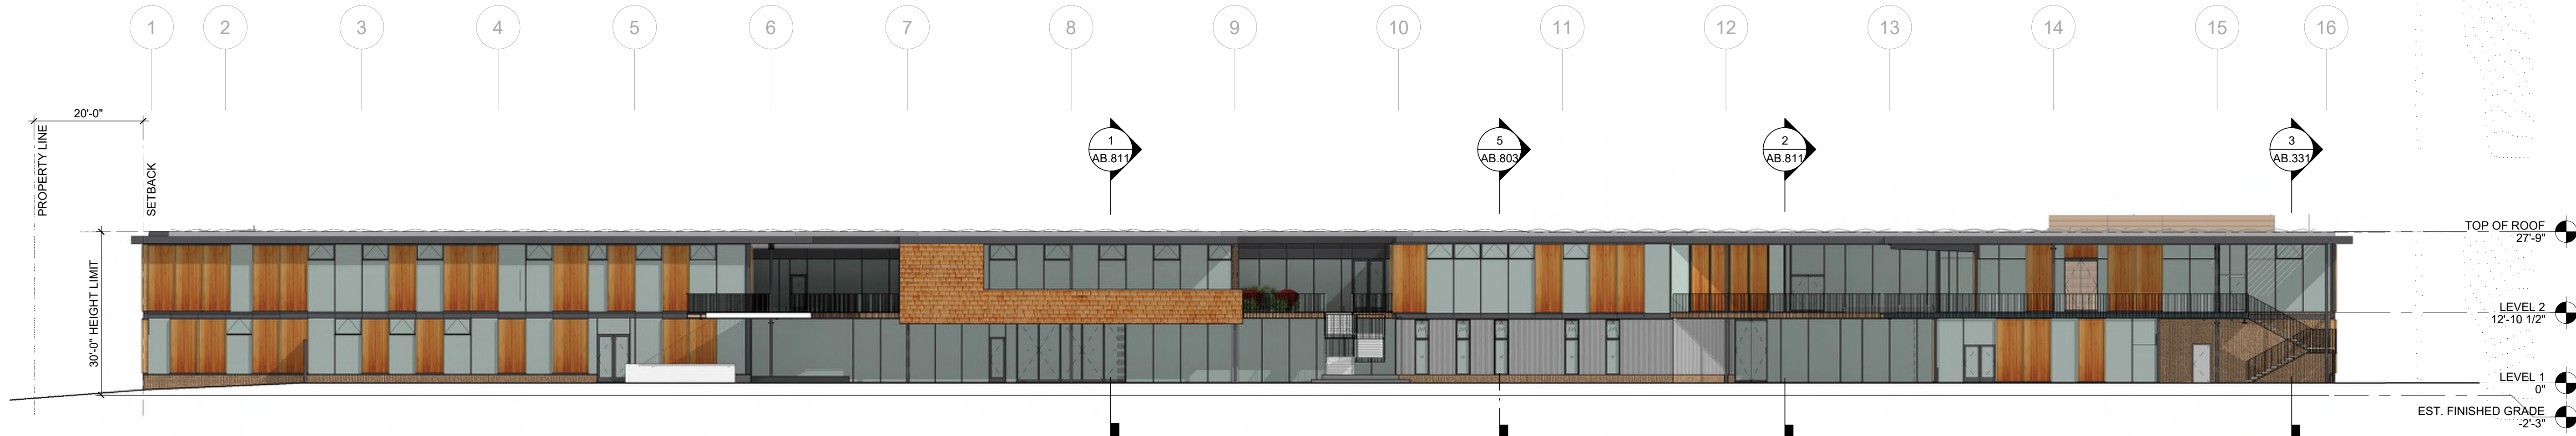 1
2
3
4
5
6
7
8
9
10
11
12
13
14
15
16
20'-0"
PROPERTY LINE
SETBACK
30'-0" HEIGHT LIMIT
1
AB.811
5
AB.803
2
AB.811
3
AB.331
TOP OF ROOF
27'-9"
LEVEL 2
12'-10 1/2"
LEVEL 1
0"
EST. FINISHED GRADE
-2'-3"